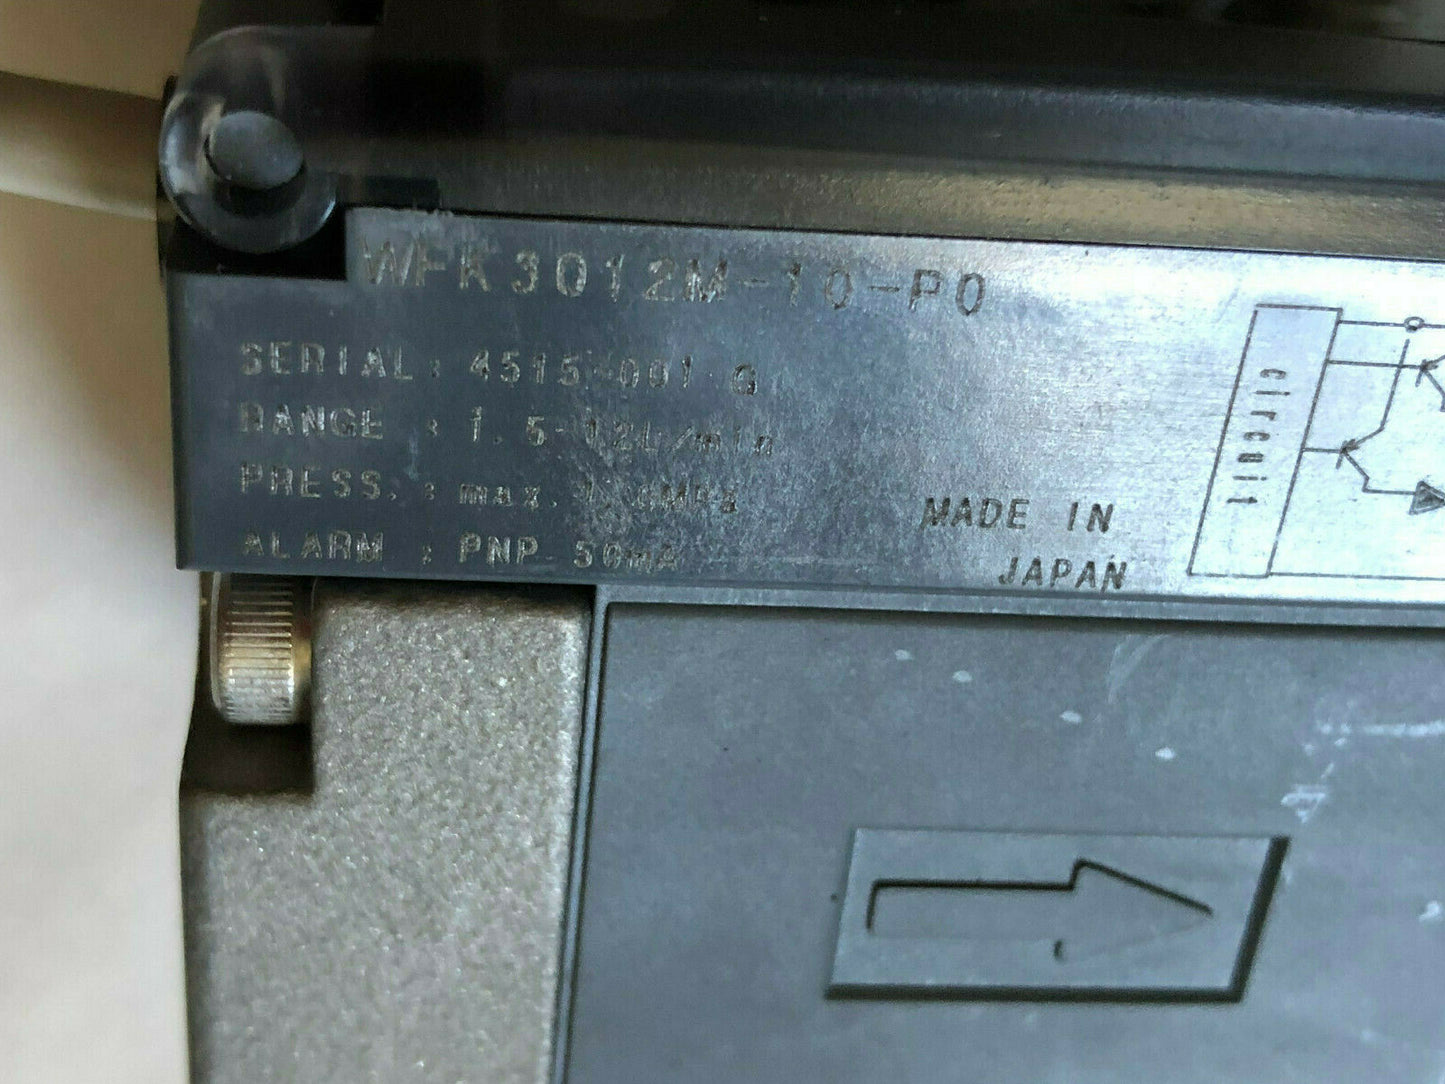 WFK3012M-10-P0
SERIAL: 4515 001 G
RANGE : 1.5-12L/min
PRESS. : max.
ALARM : PNP 50mA
MADE IN
JAPAN
circuit